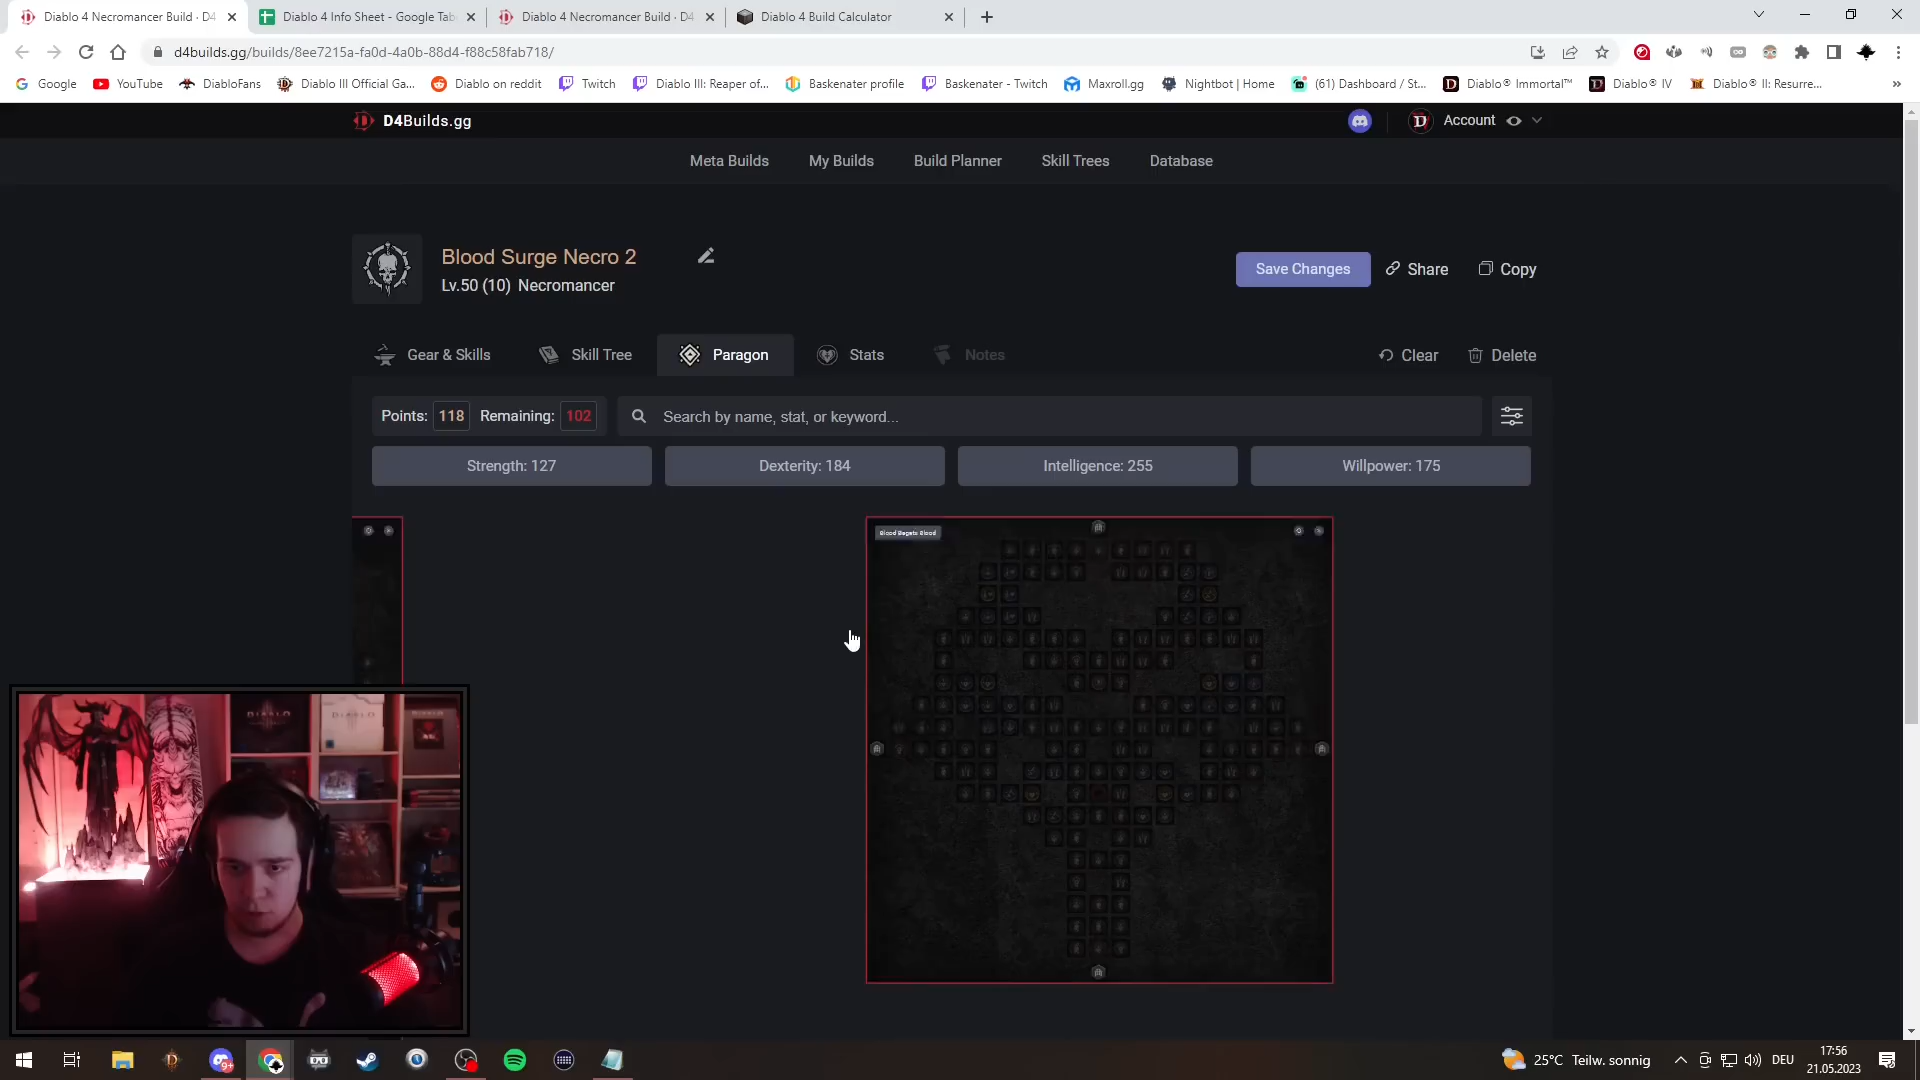 Diablo 4 Necromancer Build · D4
Diablo 4 Info Sheet - Google Tab
Diablo 4 Necromancer Build · D4
Diablo 4 Build Calculator
d4builds.gg/builds/8ee7215a-fa0d-4a0b-88d4-f88c58fab718/
Google
YouTube
DiabloFans
Diablo III Official Ga...
Diablo on reddit
Twitch
Diablo III: Reaper of...
Baskenater profile
Baskenater - Twitch
Maxroll.gg
Nightbot | Home
(61) Dashboard / St...
Diablo® Immortal™
Diablo® IV
Diablo® II: Resurre...
»
D4Builds.gg
Account
Meta Builds
My Builds
Build Planner
Skill Trees
Database
Blood Surge Necro 2
Lv.50 (10) Necromancer
Save Changes
Share
Copy
Gear & Skills
Skill Tree
Paragon
Stats
Notes
Clear
Delete
Points: 118 Remaining: 102
Search by name, stat, or keyword...
Strength: 127
Dexterity: 184
Intelligence: 255
Willpower: 175
Blood Begets Blood
DIABLO
DIABLO
9+
25°C Teilw. sonnig
DEU
17:56
21.05.2023